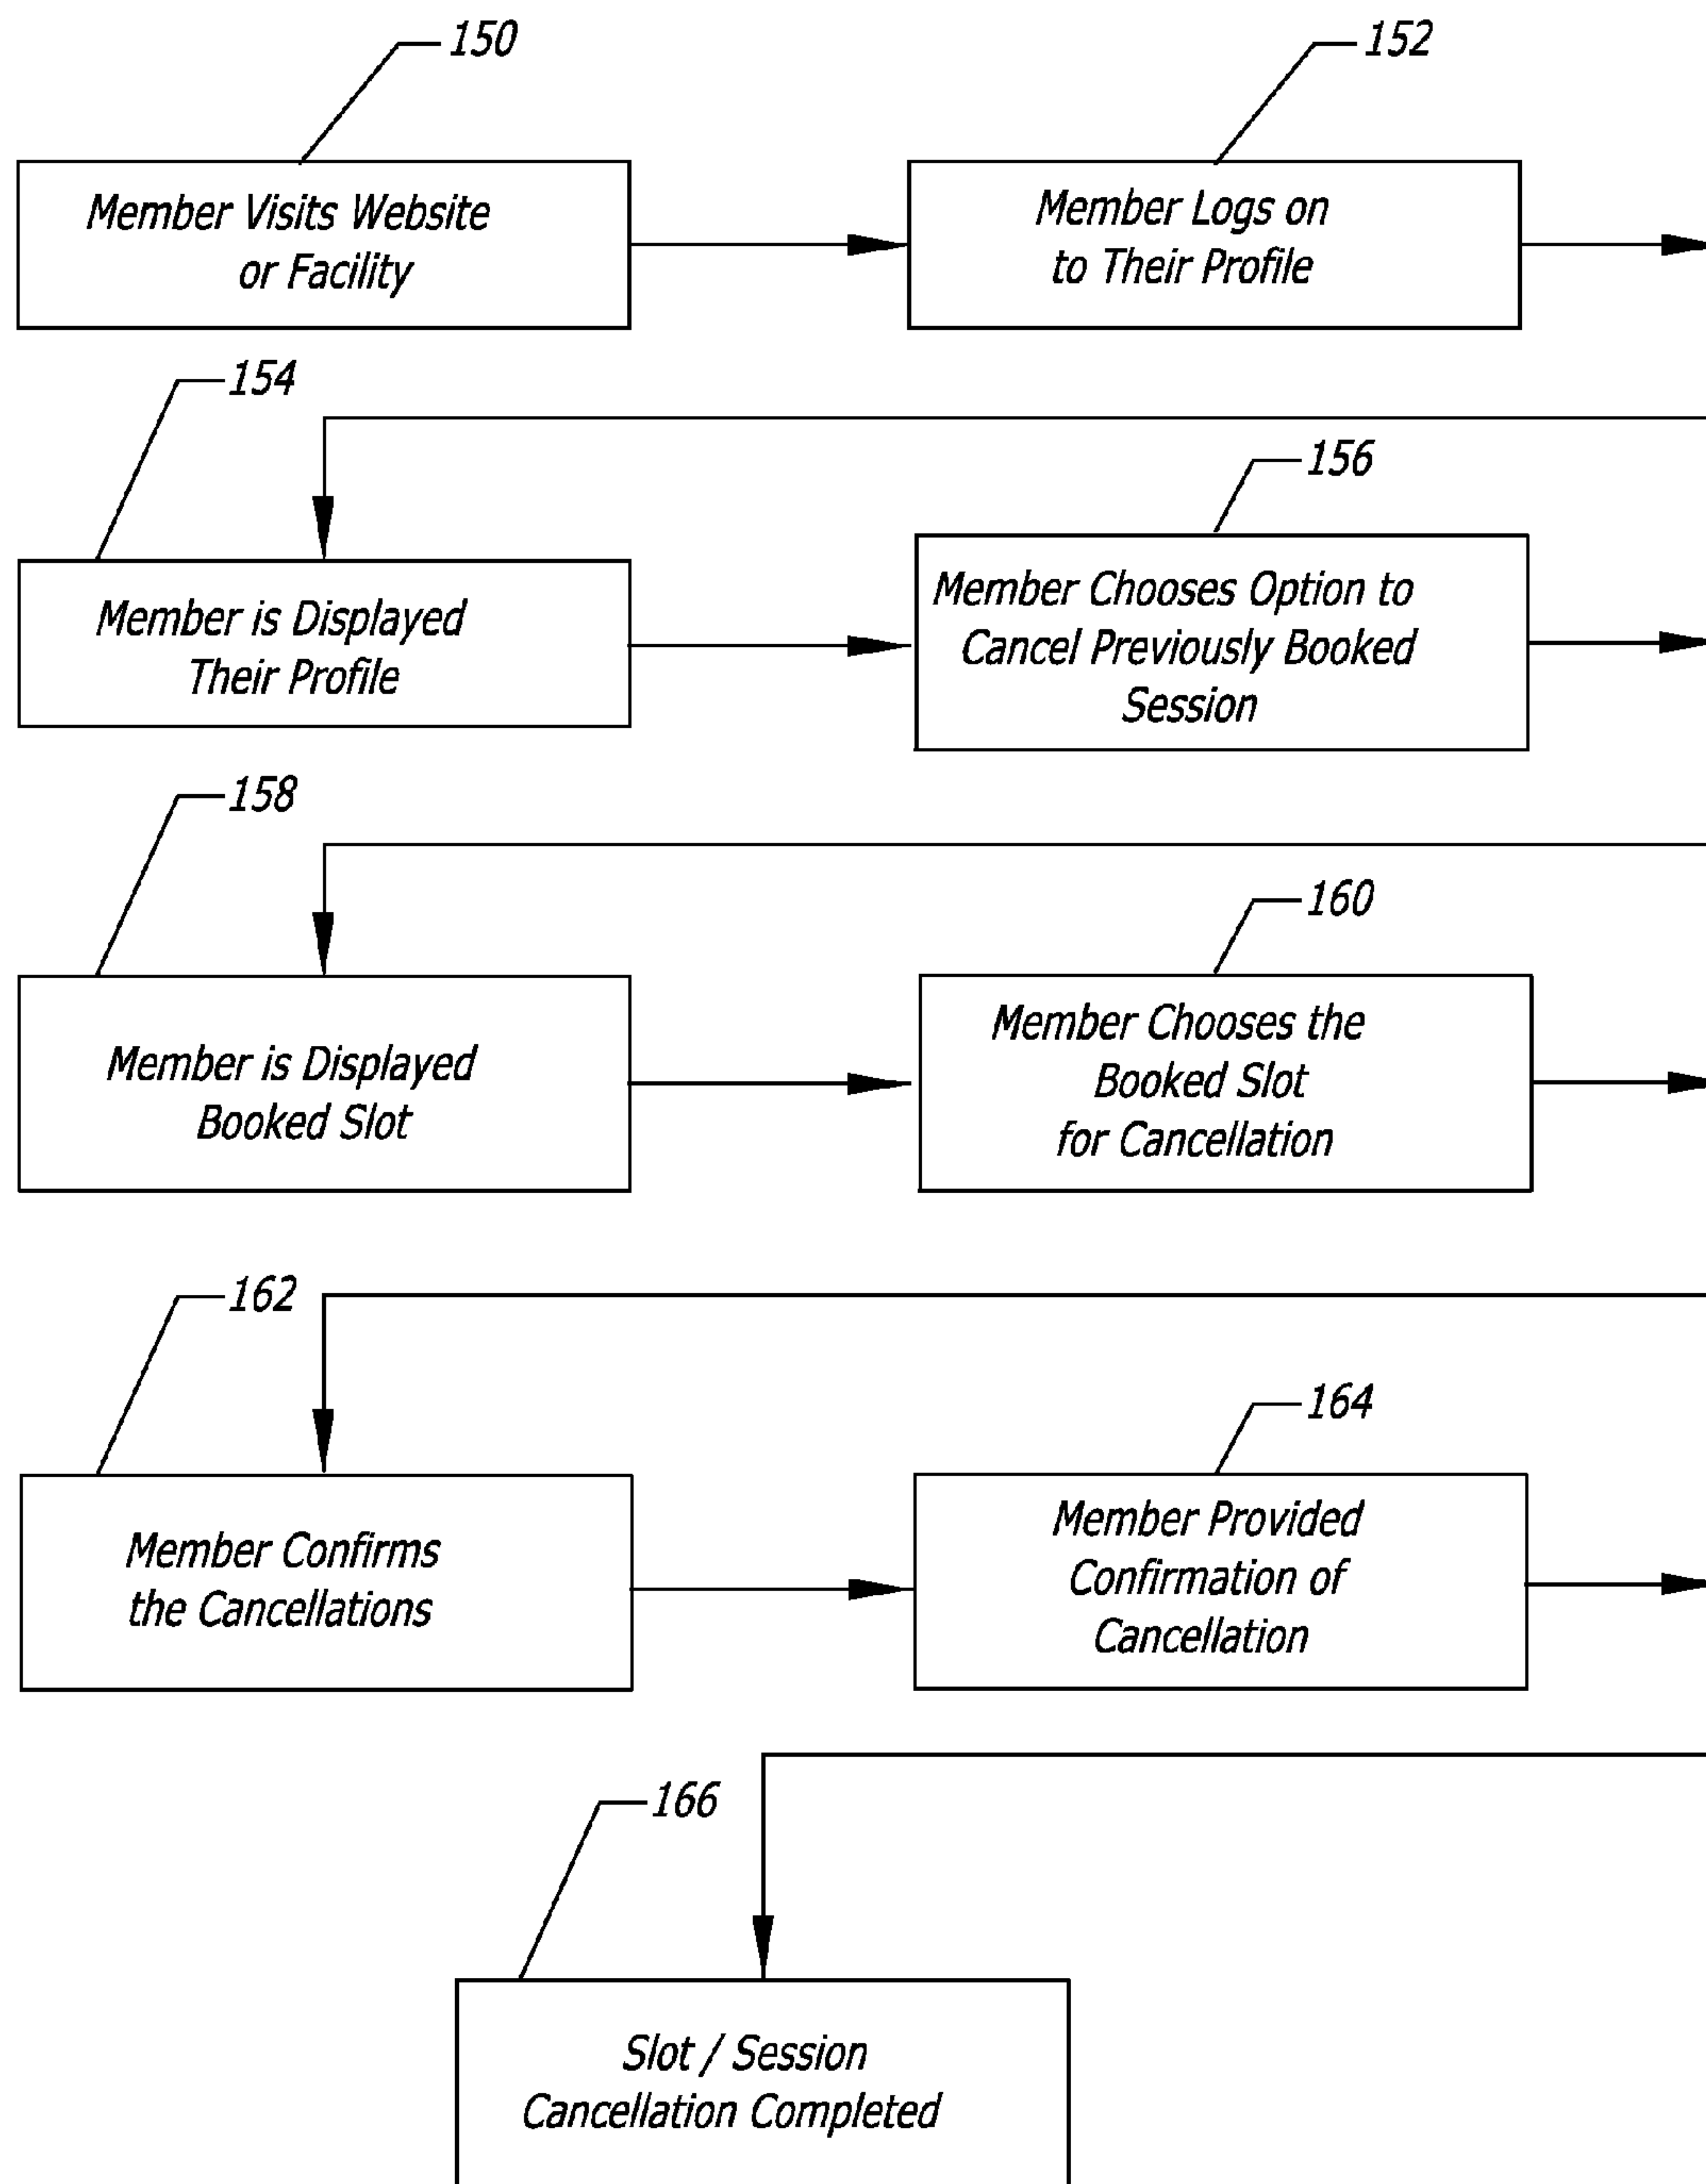 150
152
Member Visits Website
or Facility
Member Logs on
to Their Profile
154
156
Member is Displayed
Their Profile
Member Chooses Option to
Cancel Previously Booked
Session
158
160
Member is Displayed
Booked Slot
Member Chooses the
Booked Slot
for Cancellation
162
164
Member Confirms
the Cancellations
Member Provided
Confirmation of
Cancellation
166
Slot / Session
Cancellation Completed